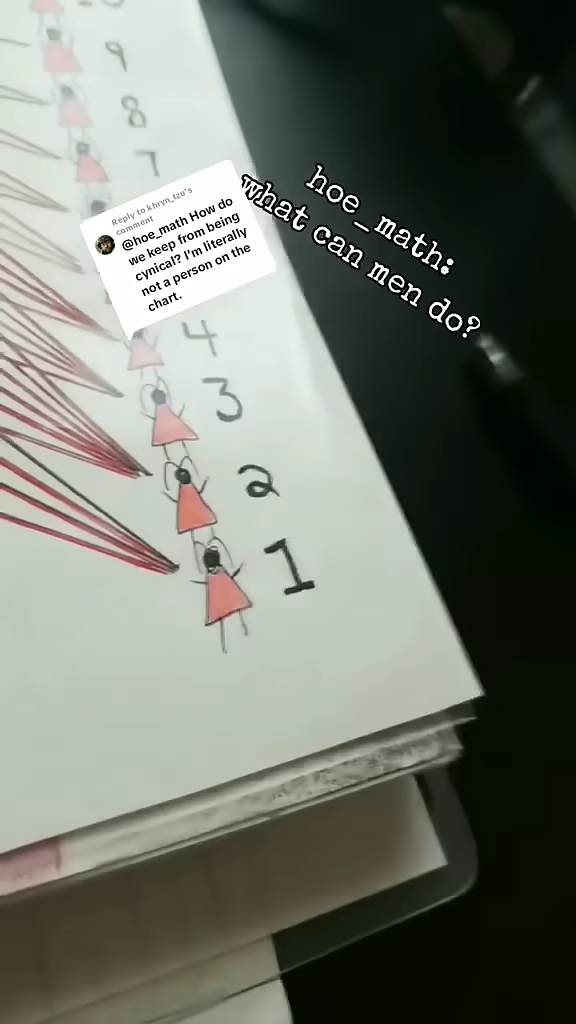 9
8
7
Reply to khryn_tzu's
comment
@hoe_math How do
we keep from being
cynical? I'm literally
not a person on the
chart.
hoe_math:
what can men do?
4
3
2
1